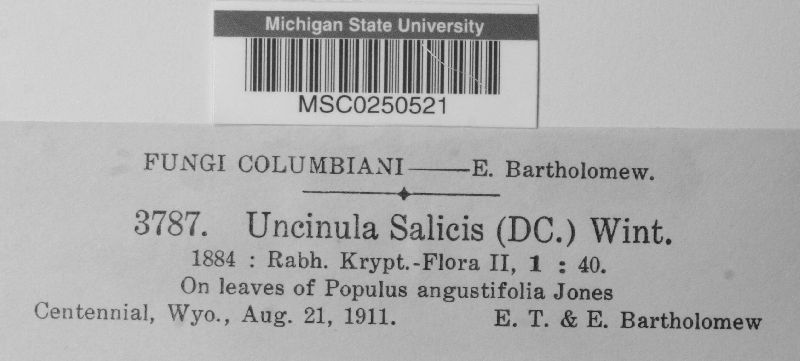 Michigan State University
MSC0250521
FUNGI COLUMBIANI——E. Bartholomew.
3787. Uncinula Salicis (DC.) Wint.
1884 : Rabh. Krypt.-Flora II, 1 : 40.
On leaves of Populus angustifolia Jones
Centennial, Wyo., Aug. 21, 1911. E. T. & E. Bartholomew